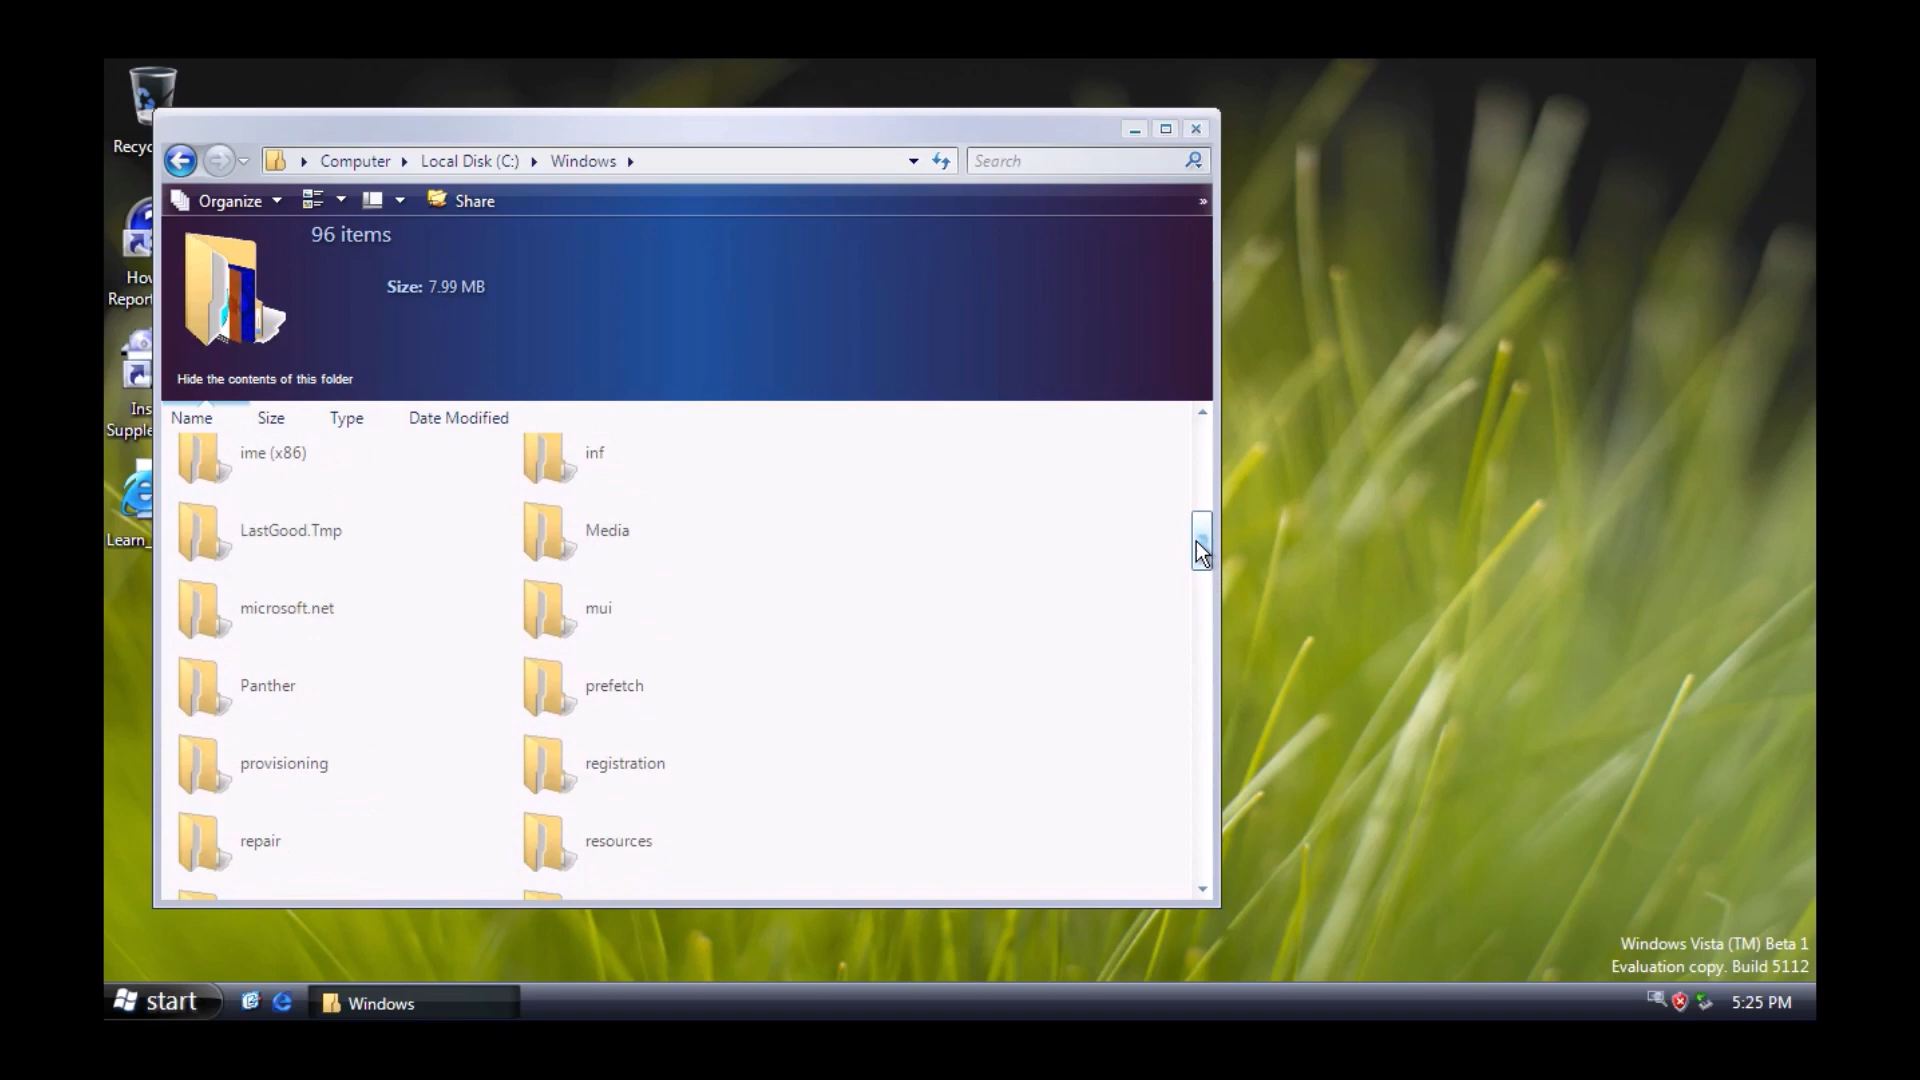 Recyc
How
Report
Ins
Supple
Learn_
Computer Local Disk (C:) Windows
Search
Organize Share »
96 items
Size: 7.99 MB
Hide the contents of this folder
Name Size Type Date Modified
ime (x86) inf
LastGood.Tmp Media
microsoft.net mui
Panther prefetch
provisioning registration
repair resources
Windows Vista (TM) Beta 1
Evaluation copy. Build 5112
start Windows 5:25 PM